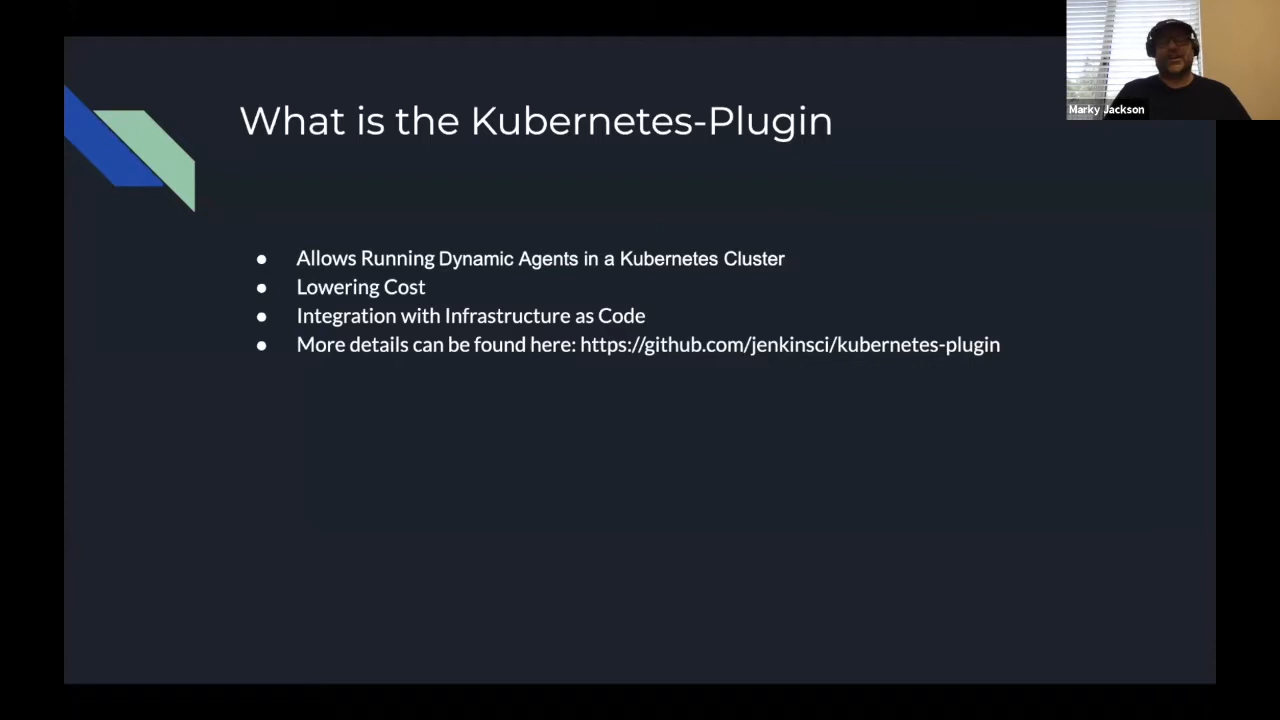 What is the Kubernetes-Plugin
● Allows Running Dynamic Agents in a Kubernetes Cluster
● Lowering Cost
● Integration with Infrastructure as Code
● More details can be found here: https://github.com/jenkinsci/kubernetes-plugin
Marky Jackson